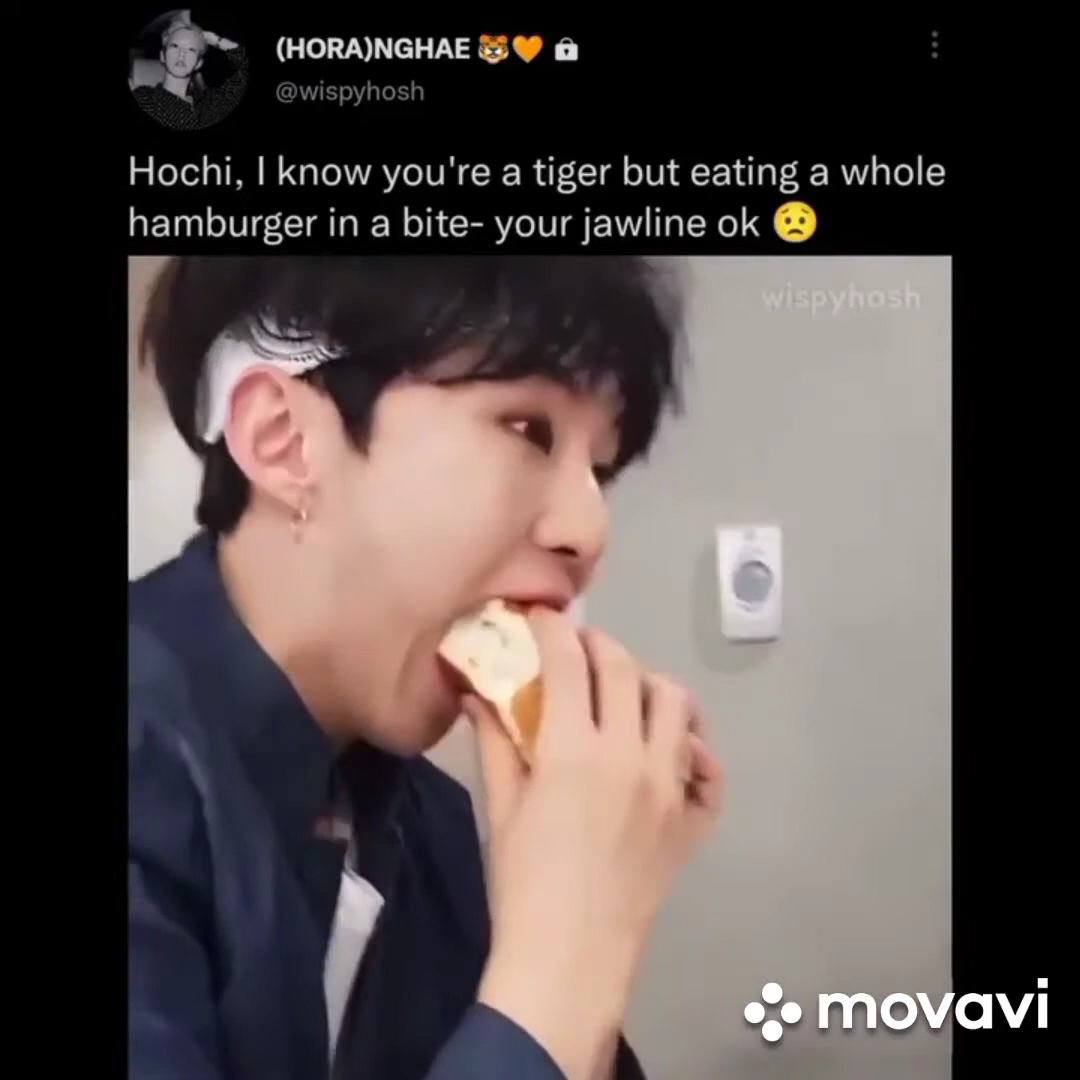 (HORA)NGHAE 🐯🧡 🔒
@wispyhosh
Hochi, I know you're a tiger but eating a whole
hamburger in a bite- your jawline ok 😟
wispyhosh
movavi